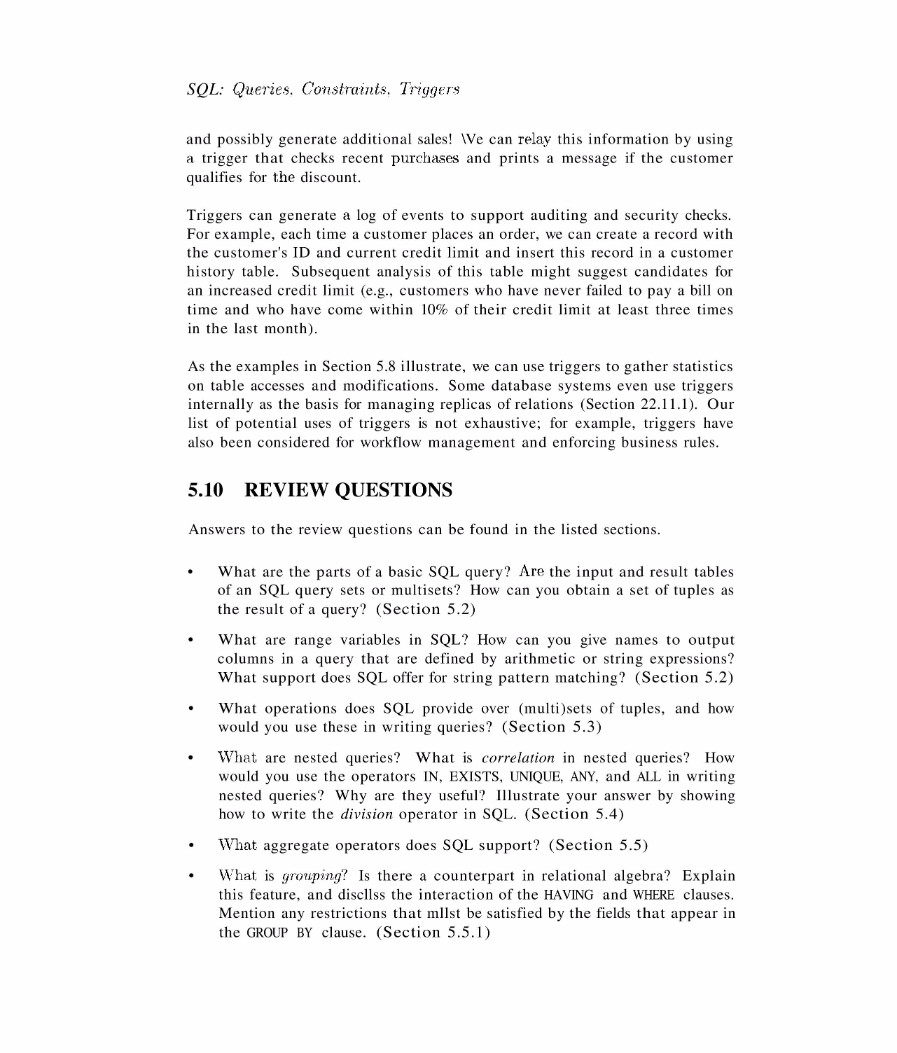 SQL: Queries, Constraints, Triggers
and possibly generate additional sales! \Ve can relay this information by using
a trigger that checks recent purchases and prints a message if the customer
qualifies for the discount.
Triggers can generate a log of events to support auditing and security checks.
For example, each time a customer places an order, we can create a record with
the customer's ID and current credit limit and insert this record in a customer
history table. Subsequent analysis of this table might suggest candidates for
an increased credit limit (e.g., customers who have never failed to pay a bill on
time and who have come within 10% of their credit limit at least three times
in the last month).
As the examples in Section 5.8 illustrate, we can use triggers to gather statistics
on table accesses and modifications. Some database systems even use triggers
internally as the basis for managing replicas of relations (Section 22.11.1). Our
list of potential uses of triggers is not exhaustive; for example, triggers have
also been considered for workflow management and enforcing business rules.
5.10 REVIEW QUESTIONS
Answers to the review questions can be found in the listed sections.
• What are the parts of a basic SQL query? Are the input and result tables
of an SQL query sets or multisets? How can you obtain a set of tuples as
the result of a query? (Section 5.2)
• What are range variables in SQL? How can you give names to output
columns in a query that are defined by arithmetic or string expressions?
What support does SQL offer for string pattern matching? (Section 5.2)
• What operations does SQL provide over (multi)sets of tuples, and how
would you use these in writing queries? (Section 5.3)
• What are nested queries? What is correlation in nested queries? How
would you use the operators IN, EXISTS, UNIQUE, ANY, and ALL in writing
nested queries? Why are they useful? Illustrate your answer by showing
how to write the division operator in SQL. (Section 5.4)
• What aggregate operators does SQL support? (Section 5.5)
• What is grouping? Is there a counterpart in relational algebra? Explain
this feature, and discllss the interaction of the HAVING and WHERE clauses.
Mention any restrictions that mllst be satisfied by the fields that appear in
the GROUP BY clause. (Section 5.5.1)